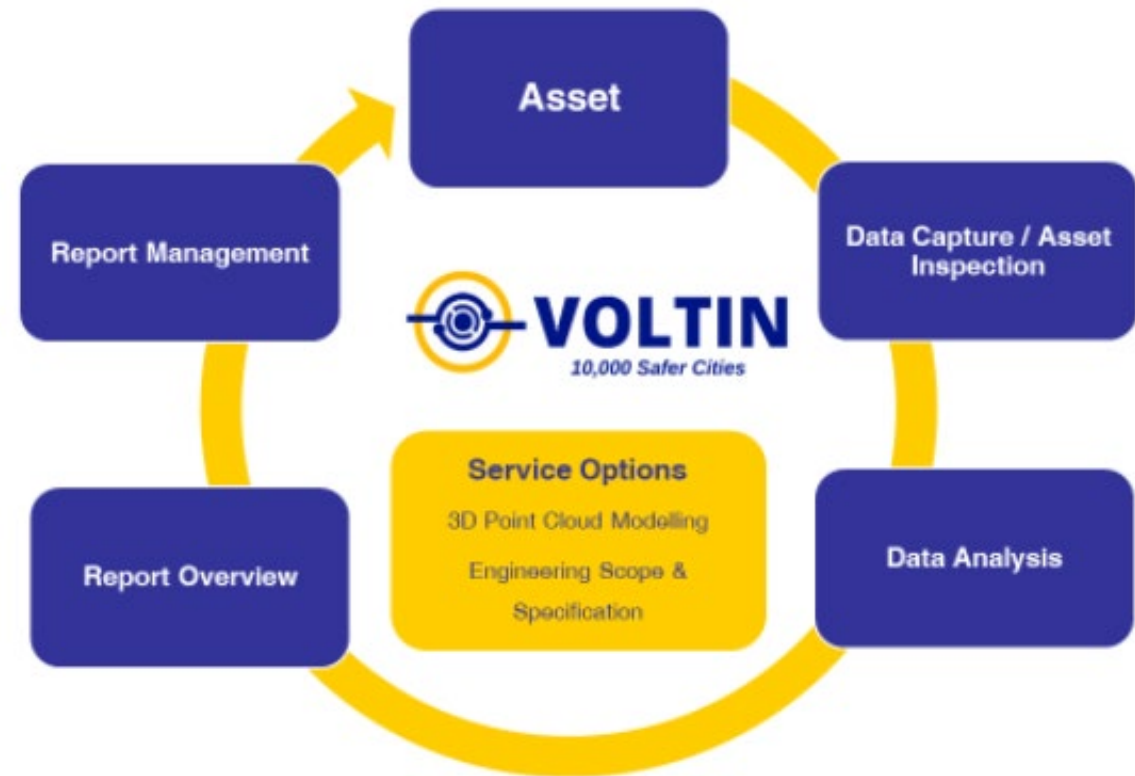 Asset
Data Capture / Asset
Inspection
Data Analysis
Report Overview
Report Management
VOLTIN
10,000 Safer Cities
Service Options
3D Point Cloud Modelling
Engineering Scope &
Specification